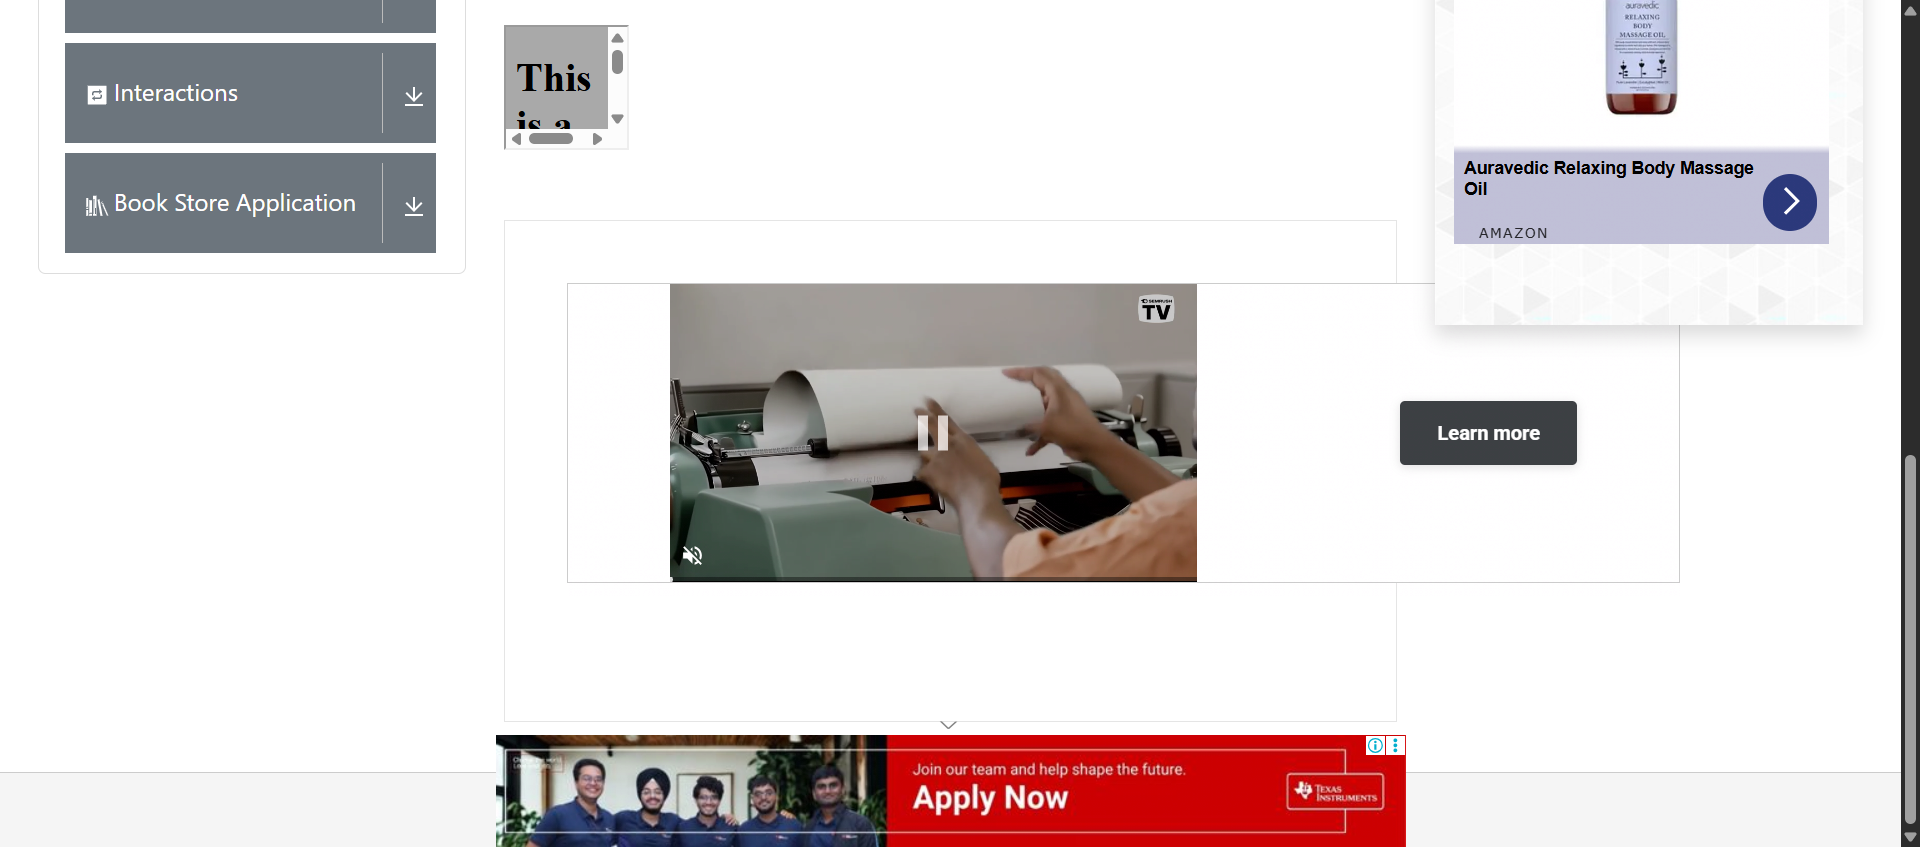 Interactions
Book Store Application
This
is a
SEMRUSH
TV
Learn more
auravedic
RELAXING
BODY
MASSAGE OIL
Auravedic Relaxing Body Massage
Oil
AMAZON
Join our team and help shape the future.
Apply Now
TEXAS
INSTRUMENTS